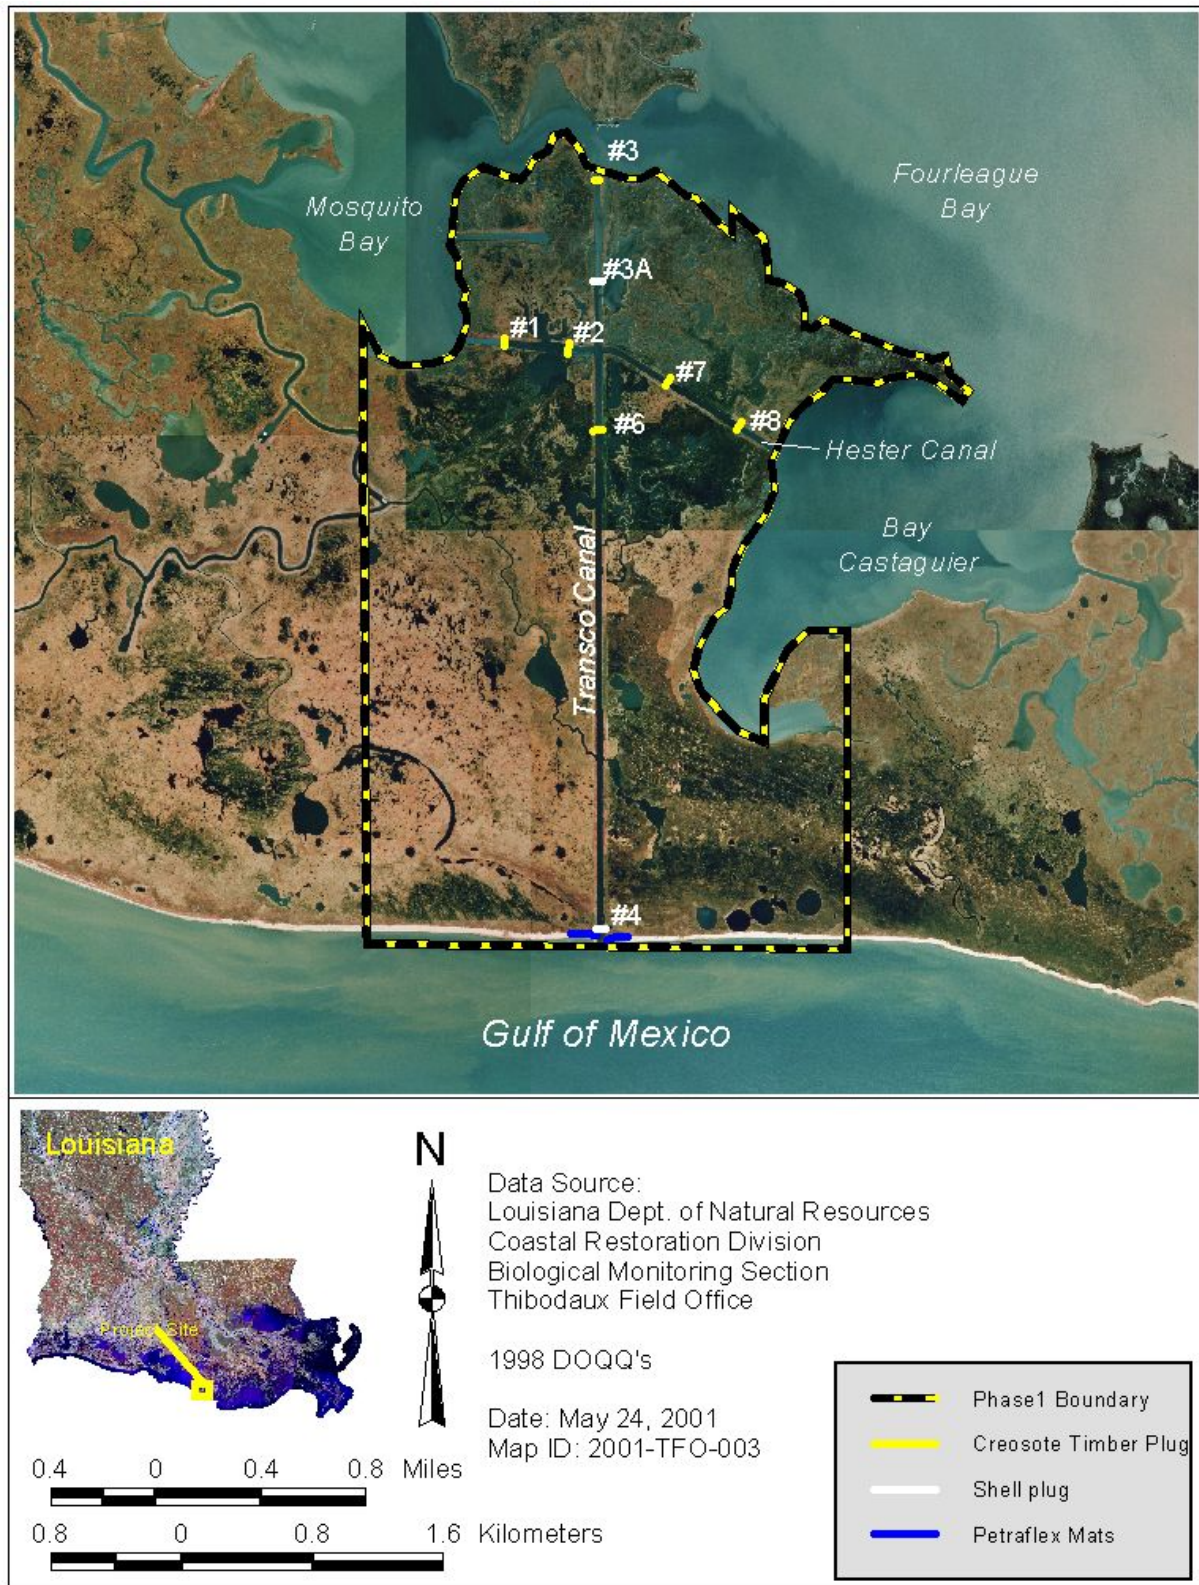 #3
Fourleague
Bay
Mosquito
Bay
#3A
#1
#2
#7
#6
#8
Hester Canal
Bay
Castaguier
Transco Canal
#4
Gulf of Mexico
Louisiana
Project Site
N
Data Source:
Louisiana Dept. of Natural Resources
Coastal Restoration Division
Biological Monitoring Section
Thibodaux Field Office
1998 DOQQ's
Date: May 24, 2001
Map ID: 2001-TFO-003
0.4 0 0.4 0.8 Miles
0.8 0 0.8 1.6 Kilometers
Phase1 Boundary
Creosote Timber Plug
Shell plug
Petraflex Mats